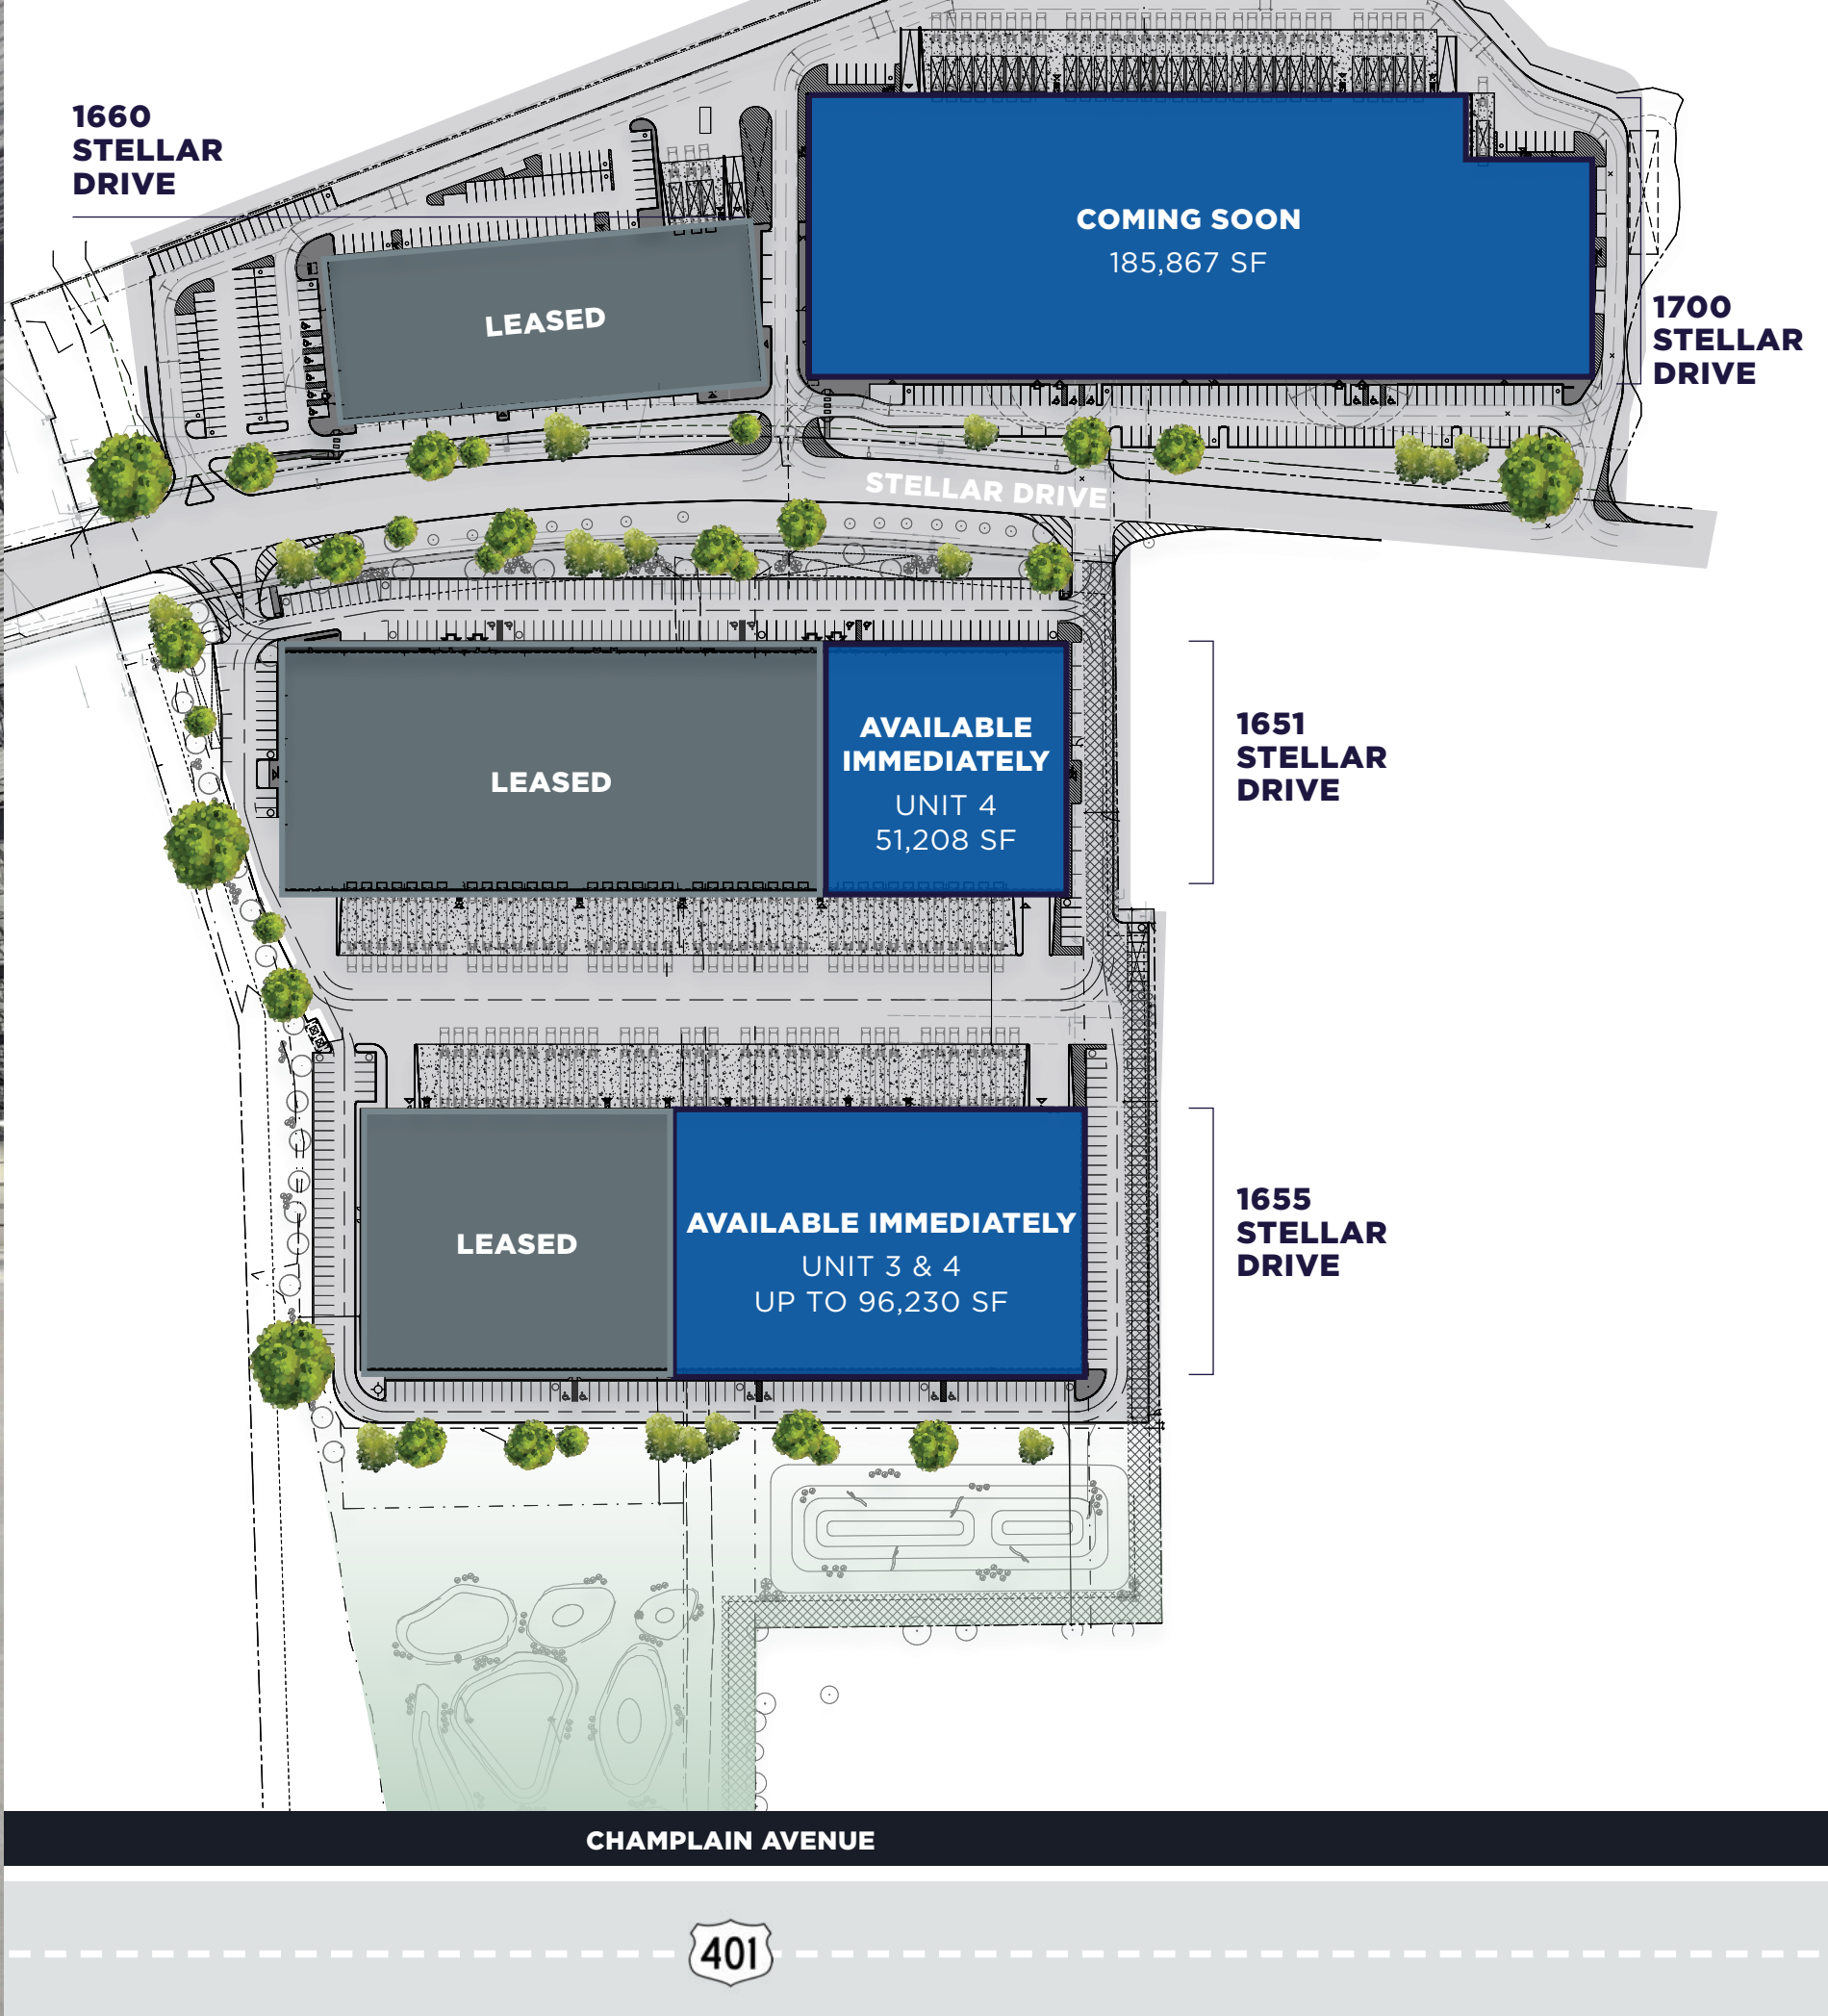 1660
STELLAR
DRIVE
COMING SOON
185,867 SF
LEASED
1700
STELLAR
DRIVE
STELLAR DRIVE
LEASED
AVAILABLE
IMMEDIATELY
UNIT 4
51,208 SF
1651
STELLAR
DRIVE
LEASED
AVAILABLE IMMEDIATELY
UNIT 3 & 4
UP TO 96,230 SF
1655
STELLAR
DRIVE
CHAMPLAIN AVENUE
401